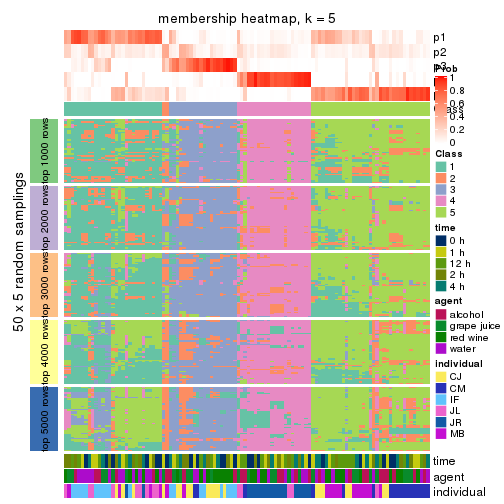 membership heatmap, k = 5
p1
p2
p3
Prob
1
0.8
0.6
0.4
0.2
0
Class
1
2
3
4
5
time
0 h
1 h
12 h
2 h
4 h
agent
alcohol
grape juice
red wine
water
individual
CJ
CM
IF
JL
JR
MB
50 x 5 random samplings
top 1000 rows
top 2000 rows
top 3000 rows
top 4000 rows
top 5000 rows
time
agent
individual